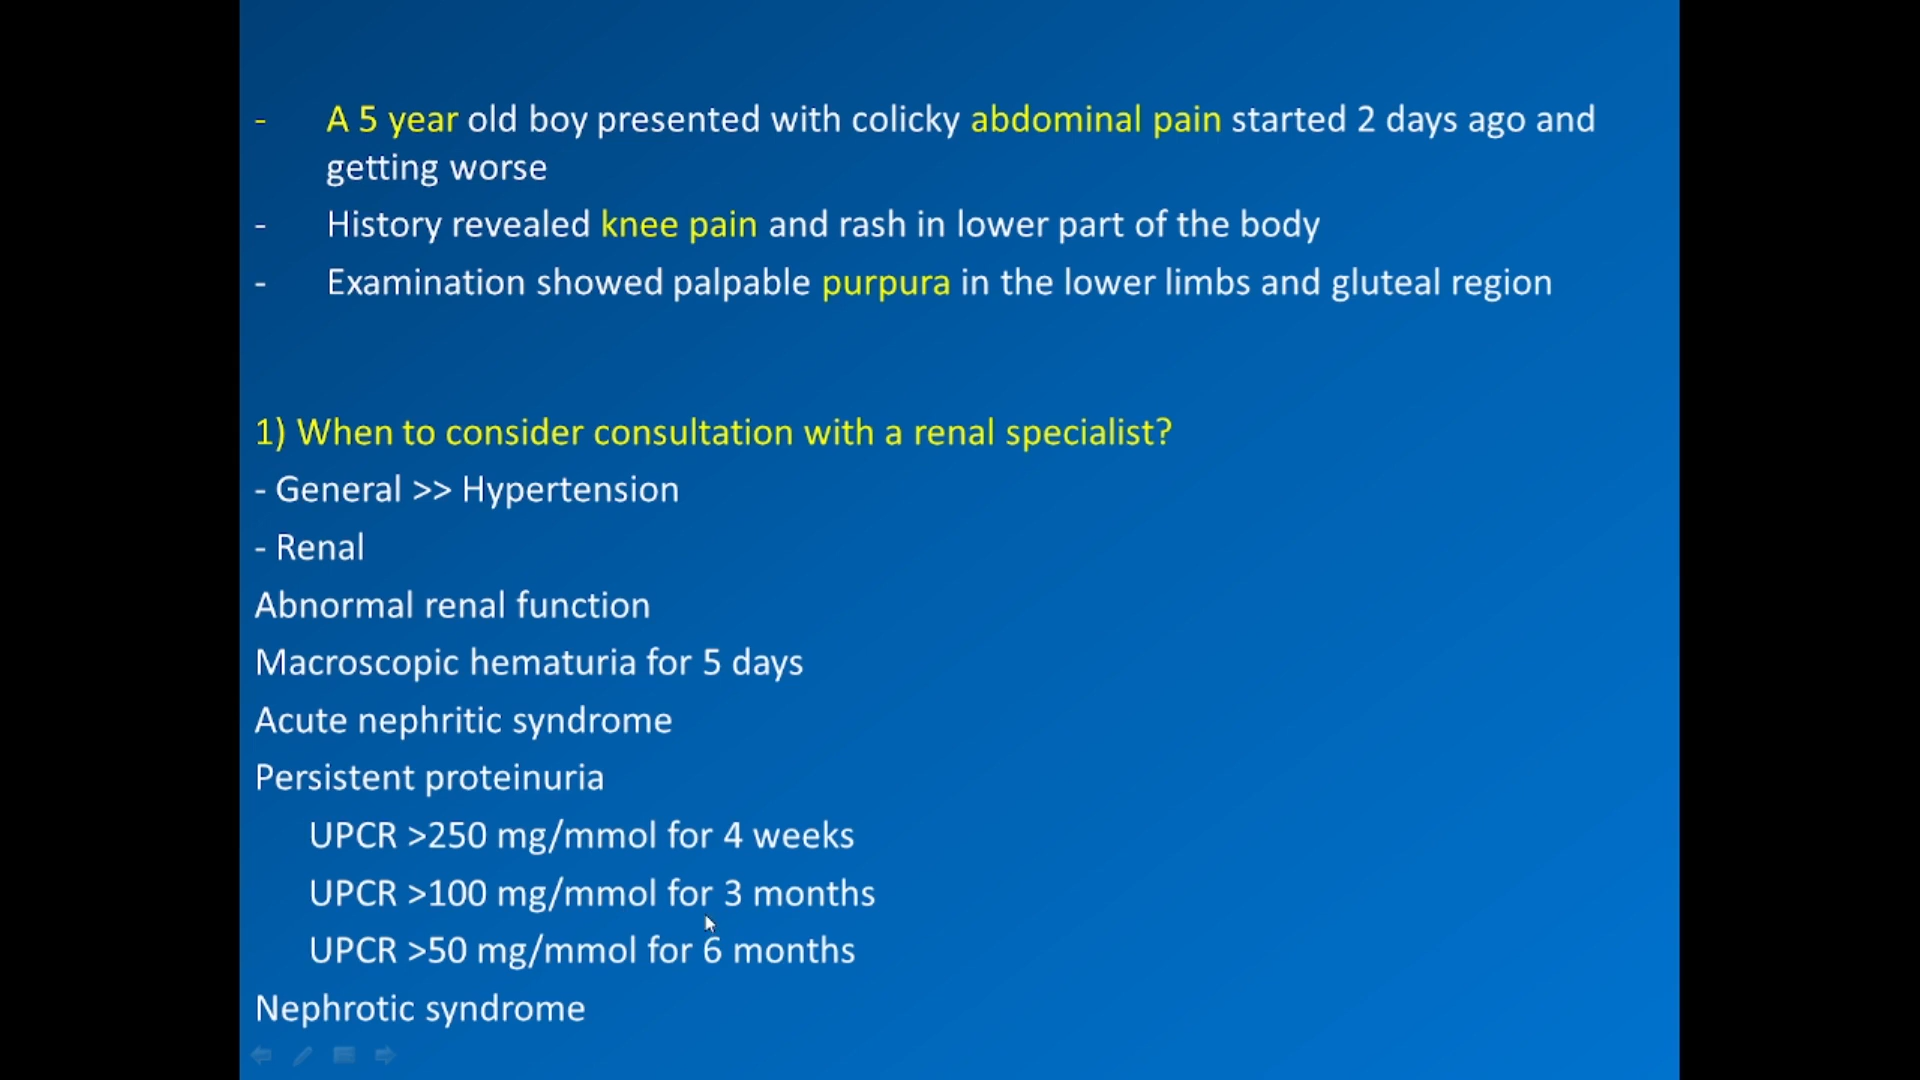 - A 5 year old boy presented with colicky abdominal pain started 2 days ago and
getting worse
- History revealed knee pain and rash in lower part of the body
- Examination showed palpable purpura in the lower limbs and gluteal region
1) When to consider consultation with a renal specialist?
- General >> Hypertension
- Renal
Abnormal renal function
Macroscopic hematuria for 5 days
Acute nephritic syndrome
Persistent proteinuria
UPCR >250 mg/mmol for 4 weeks
UPCR >100 mg/mmol for 3 months
UPCR >50 mg/mmol for 6 months
Nephrotic syndrome